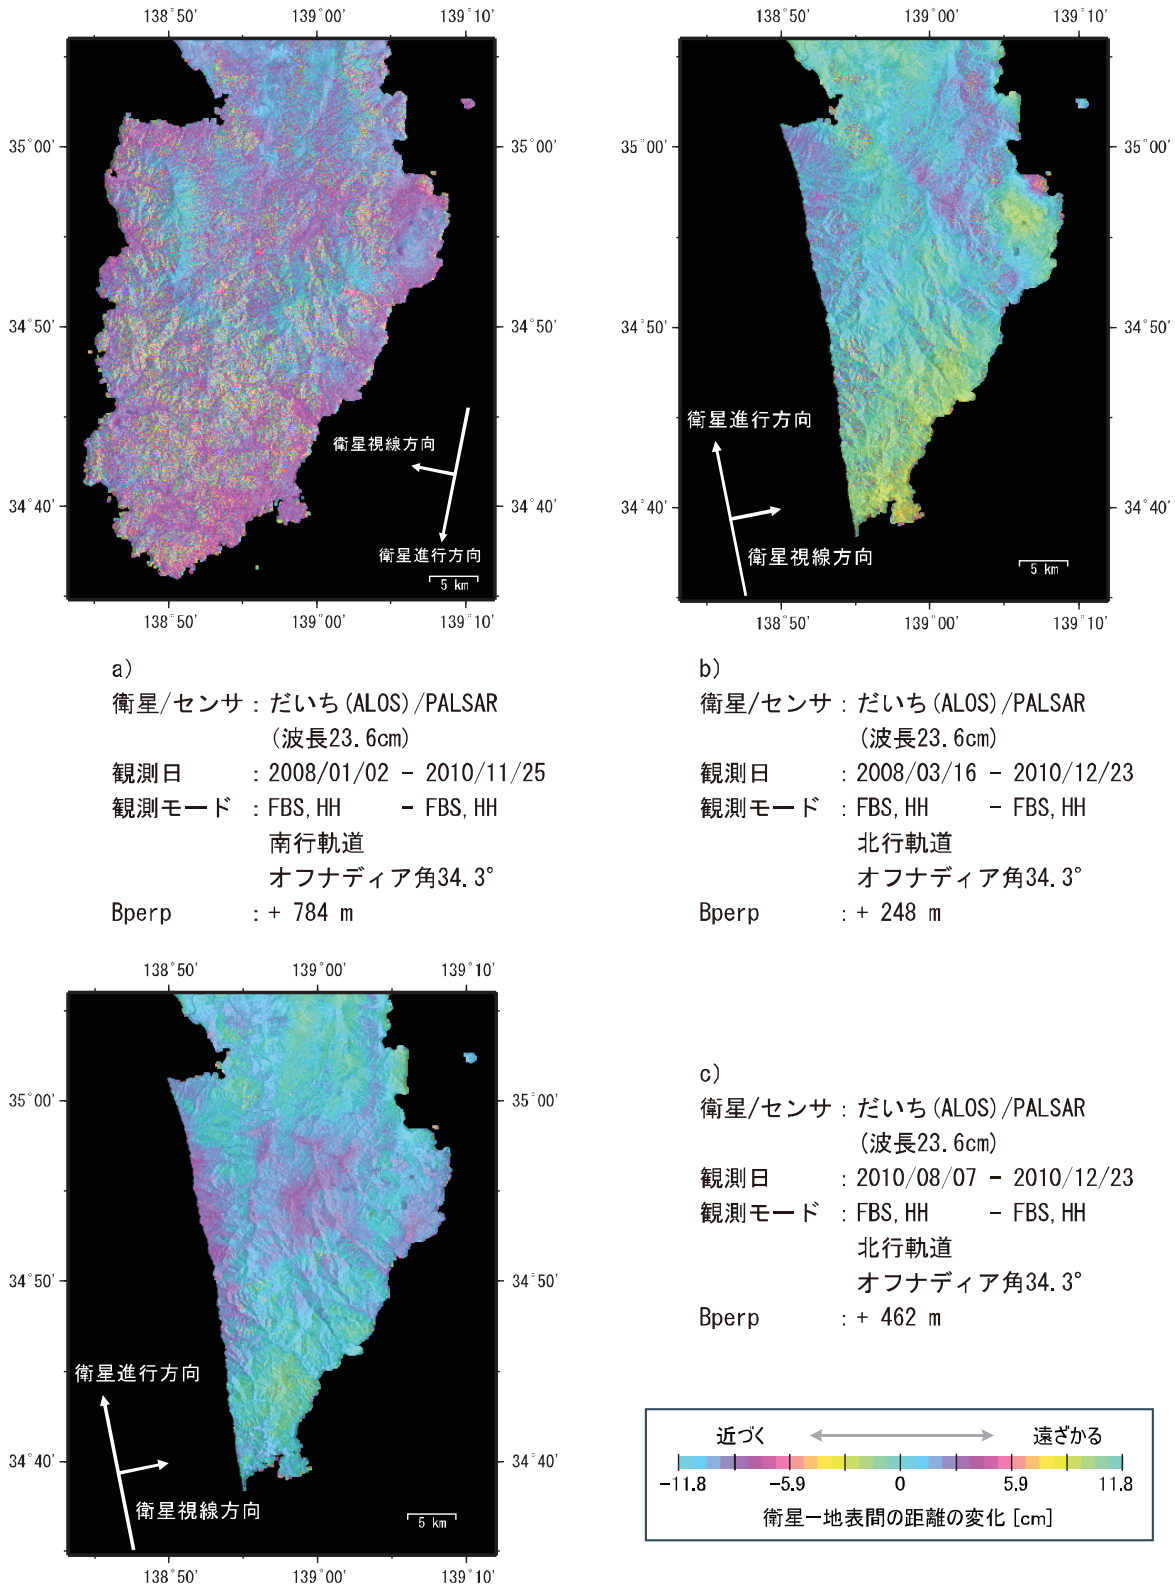 138°50' 139°00' 139°10'
35°00'
34°50'
34°40'
衛星視線方向
衛星進行方向
5 km
35°00'
34°50'
34°40'
138°50' 139°00' 139°10'
138°50' 139°00' 139°10'
35°00'
34°50'
34°40'
衛星進行方向
衛星視線方向
5 km
138°50' 139°00' 139°10'
a)
衛星/センサ : だいち(ALOS)/PALSAR
(波長23.6cm)
観測日 : 2008/01/02 - 2010/11/25
観測モード : FBS,HH - FBS,HH
南行軌道
オフナディア角34.3°
Bperp : + 784 m
b)
衛星/センサ : だいち(ALOS)/PALSAR
(波長23.6cm)
観測日 : 2008/03/16 - 2010/12/23
観測モード : FBS,HH - FBS,HH
北行軌道
オフナディア角34.3°
Bperp : + 248 m
138°50' 139°00' 139°10'
35°00'
34°50'
34°40'
衛星進行方向
衛星視線方向
5 km
35°00'
34°50'
34°40'
138°50' 139°00' 139°10'
c)
衛星/センサ : だいち(ALOS)/PALSAR
(波長23.6cm)
観測日 : 2010/08/07 - 2010/12/23
観測モード : FBS,HH - FBS,HH
北行軌道
オフナディア角34.3°
Bperp : + 462 m
近づく 遠ざかる
-11.8 -5.9 0 5.9 11.8
衛星－地表間の距離の変化 [cm]